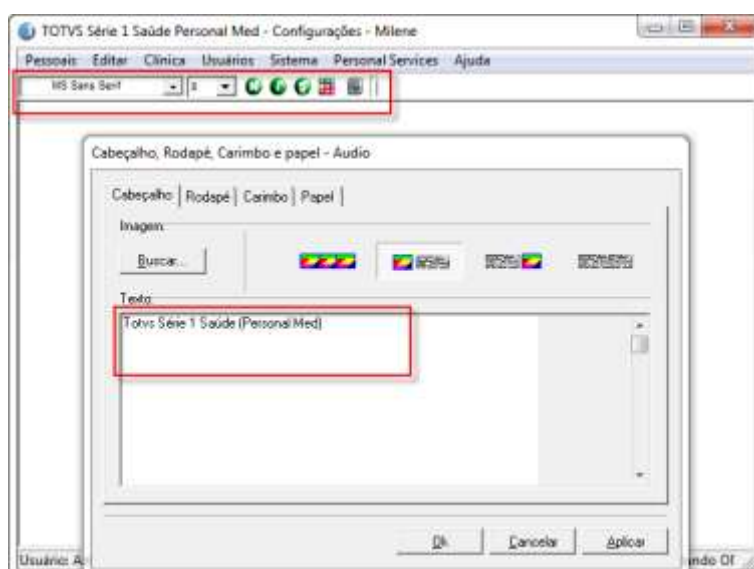 TOTVS Série 1 Saúde Personal Med - Configurações - Milene
Pessoais Editar Clínica Usuários Sistema Personal Services Ajuda
MS Sans Serif 8 N I S
Cabeçalho, Rodapé, Carimbo e papel - Audio
Cabeçalho Rodapé Carimbo Papel
Imagem
Buscar...
Texto
Totvs Série 1 Saúde (Personal Med)
Ok Cancelar Aplicar
Usuário: A